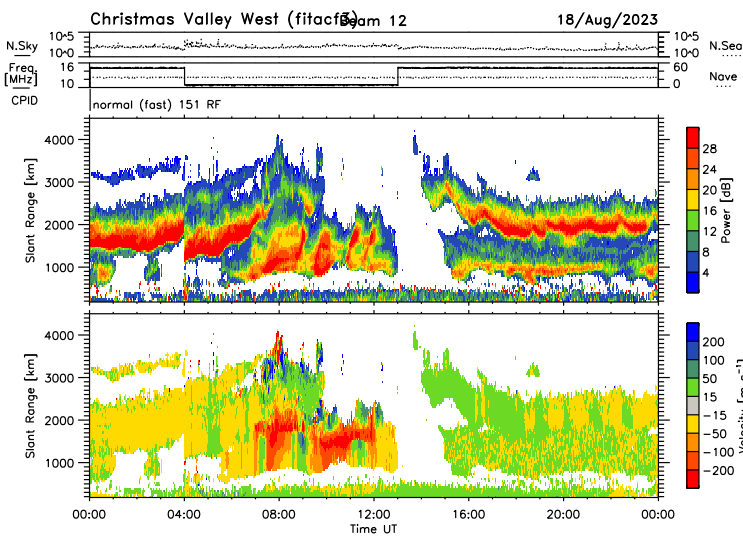 Christmas Valley West (fitacf3)
Beam 12
18/Aug/2023
N.Sky
10^5
10^0
10^5
10^0
N.Sea
Freq.
[MHz]
16
10
60
0
Nave
CPID
normal (fast) 151 RF
Slant Range [km]
4000
3000
2000
1000
28
24
20
16
12
8
4
Power [dB]
Slant Range [km]
4000
3000
2000
1000
200
100
50
15
-15
-50
-100
-200
Velocity [m s-1]
00:00
04:00
08:00
12:00
16:00
20:00
00:00
Time UT